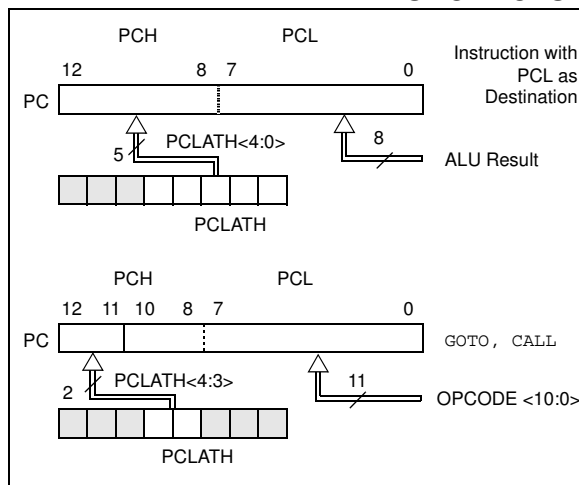 PCH PCL
12 8 7 0
Instruction with
PCL as
Destination
PC
5 PCLATH<4:0>
8
ALU Result
PCLATH
PCH PCL
12 11 10 8 7 0
PC
GOTO, CALL
2 PCLATH<4:3>
11
OPCODE <10:0>
PCLATH